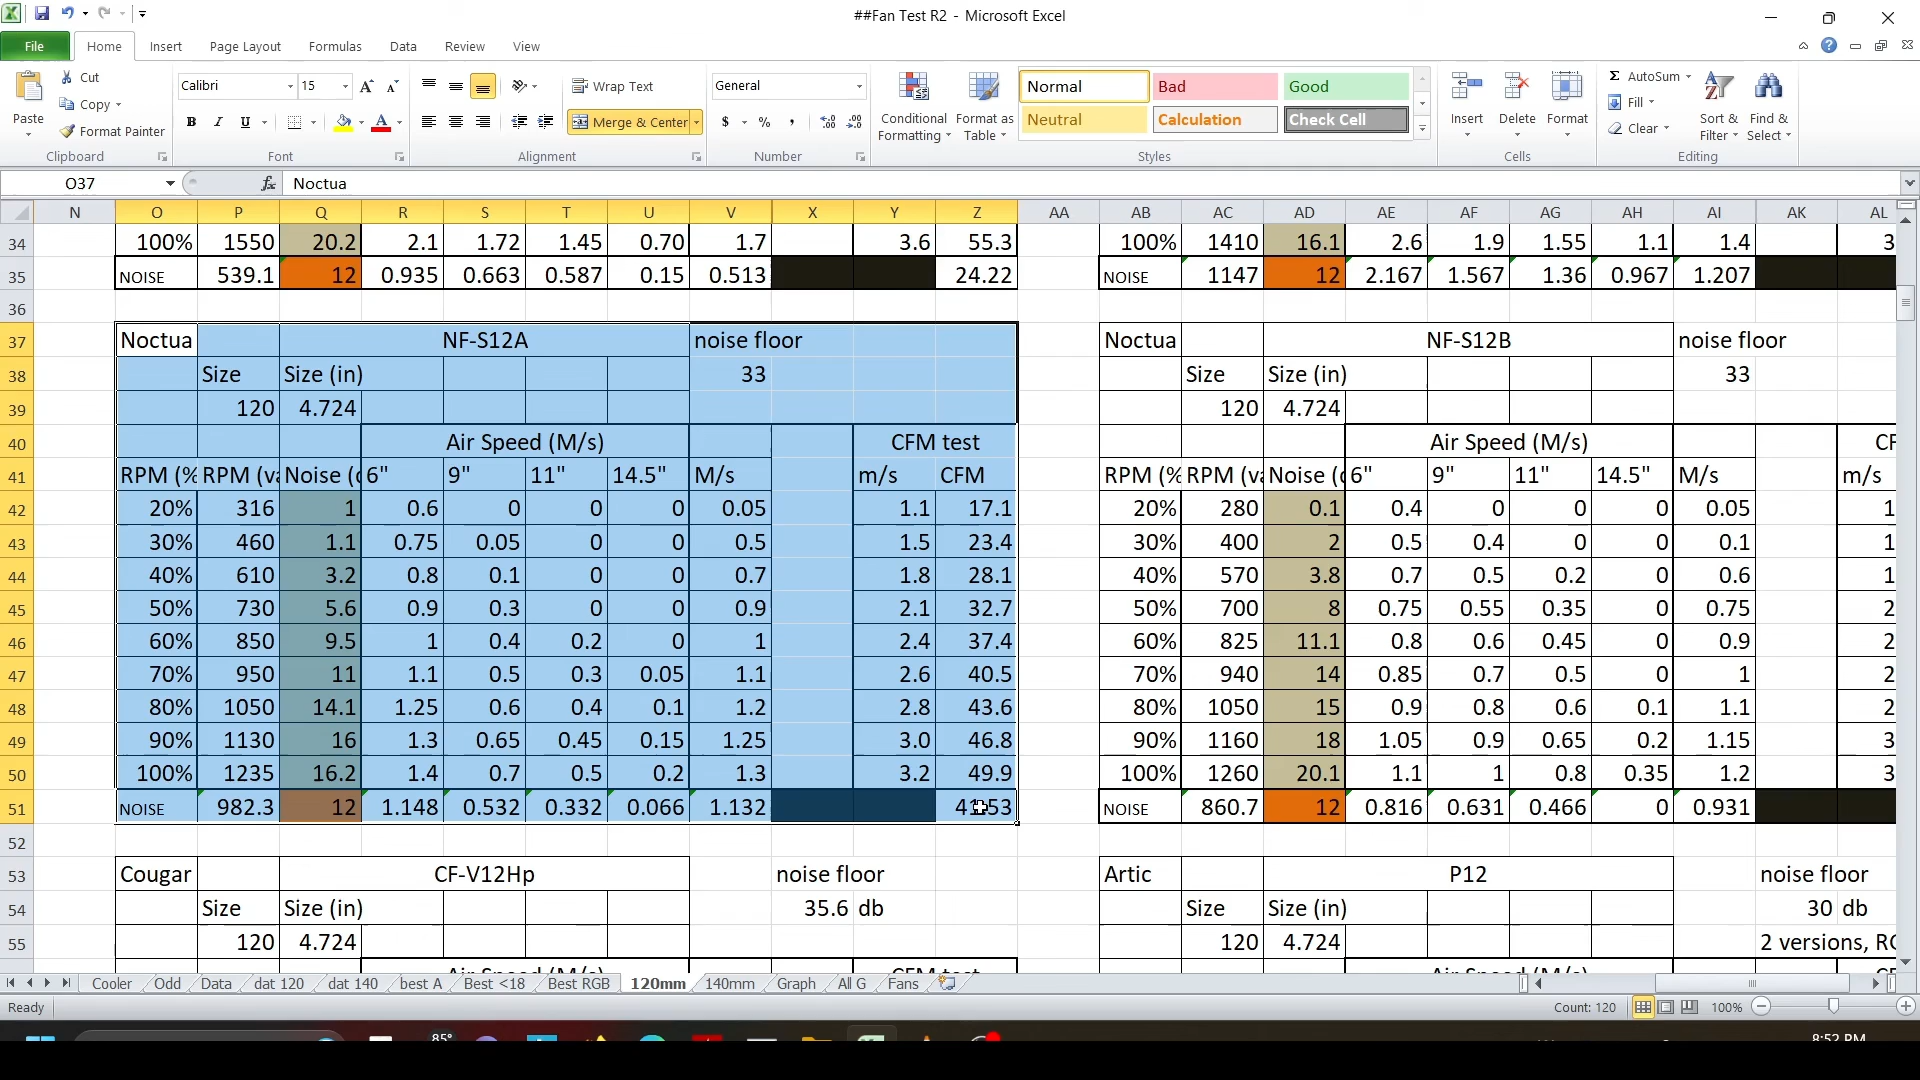 ##Fan Test R2 - Microsoft Excel
File Home Insert Page Layout Formulas Data Review View
Paste
Cut
Copy
Format Painter
Clipboard
Calibri 15
B I U
Font
Wrap Text
Merge & Center
Alignment
General
$ % ,
Number
Conditional Formatting
Format as Table
Normal Bad Good
Neutral Calculation Check Cell
Styles
Insert Delete Format
Cells
Σ AutoSum
Fill
Clear
Sort & Filter
Find & Select
Editing
O37 fx Noctua
N O P Q R S T U V X Y Z AA AB AC AD AE AF AG AH AI AK AL
34 100% 1550 20.2 2.1 1.72 1.45 0.70 1.7 3.6 55.3 100% 1410 16.1 2.6 1.9 1.55 1.1 1.4 3
35 NOISE 539.1 12 0.935 0.663 0.587 0.15 0.513 24.22 NOISE 1147 12 2.167 1.567 1.36 0.967 1.207
36
37 Noctua NF-S12A noise floor Noctua NF-S12B noise floor
38 Size Size (in) 33 Size Size (in) 33
39 120 4.724 120 4.724
40 Air Speed (M/s) CFM test Air Speed (M/s) CF
41 RPM (% RPM (va Noise (d 6" 9" 11" 14.5" M/s m/s CFM RPM (% RPM (va Noise (d 6" 9" 11" 14.5" M/s m/s
42 20% 316 1 0.6 0 0 0 0.05 1.1 17.1 20% 280 0.1 0.4 0 0 0 0.05 1
43 30% 460 1.1 0.75 0.05 0 0 0.5 1.5 23.4 30% 400 2 0.5 0.4 0 0 0.1 1
44 40% 610 3.2 0.8 0.1 0 0 0.7 1.8 28.1 40% 570 3.8 0.7 0.5 0.2 0 0.6 1
45 50% 730 5.6 0.9 0.3 0 0 0.9 2.1 32.7 50% 700 8 0.75 0.55 0.35 0 0.75 2
46 60% 850 9.5 1 0.4 0.2 0 1 2.4 37.4 60% 825 11.1 0.8 0.6 0.45 0 0.9 2
47 70% 950 11 1.1 0.5 0.3 0.05 1.1 2.6 40.5 70% 940 14 0.85 0.7 0.5 0 1 2
48 80% 1050 14.1 1.25 0.6 0.4 0.1 1.2 2.8 43.6 80% 1050 15 0.9 0.8 0.6 0.1 1.1 2
49 90% 1130 16 1.3 0.65 0.45 0.15 1.25 3.0 46.8 90% 1160 18 1.05 0.9 0.65 0.2 1.15 3
50 100% 1235 16.2 1.4 0.7 0.5 0.2 1.3 3.2 49.9 100% 1260 20.1 1.1 1 0.8 0.35 1.2 3
51 NOISE 982.3 12 1.148 0.532 0.332 0.066 1.132 41.53 NOISE 860.7 12 0.816 0.631 0.466 0 0.931
52
53 Cougar CF-V12Hp noise floor Artic P12 noise floor
54 Size Size (in) 35.6 db Size Size (in) 30 db
55 120 4.724 120 4.724 2 versions, RG
Air Speed (M/s) CFM test Air Speed (M/s) CF
Cooler Odd Data dat 120 dat 140 best A Best <18 Best RGB 120mm 140mm Graph All G Fans
Ready Count: 120 100%
85° 8:52 PM